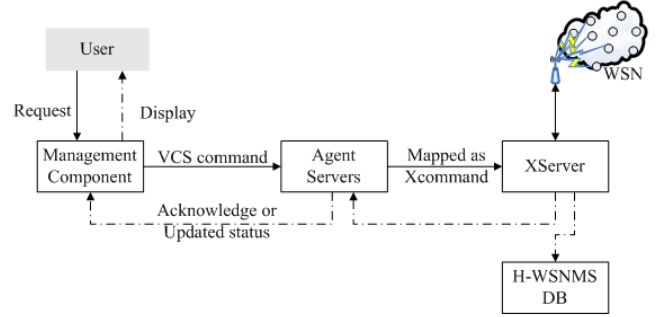 User
WSN
Request
Display
Management
Component
VCS command
Agent
Servers
Mapped as
Xcommand
XServer
Acknowledge or
Updated status
H-WSNMS
DB